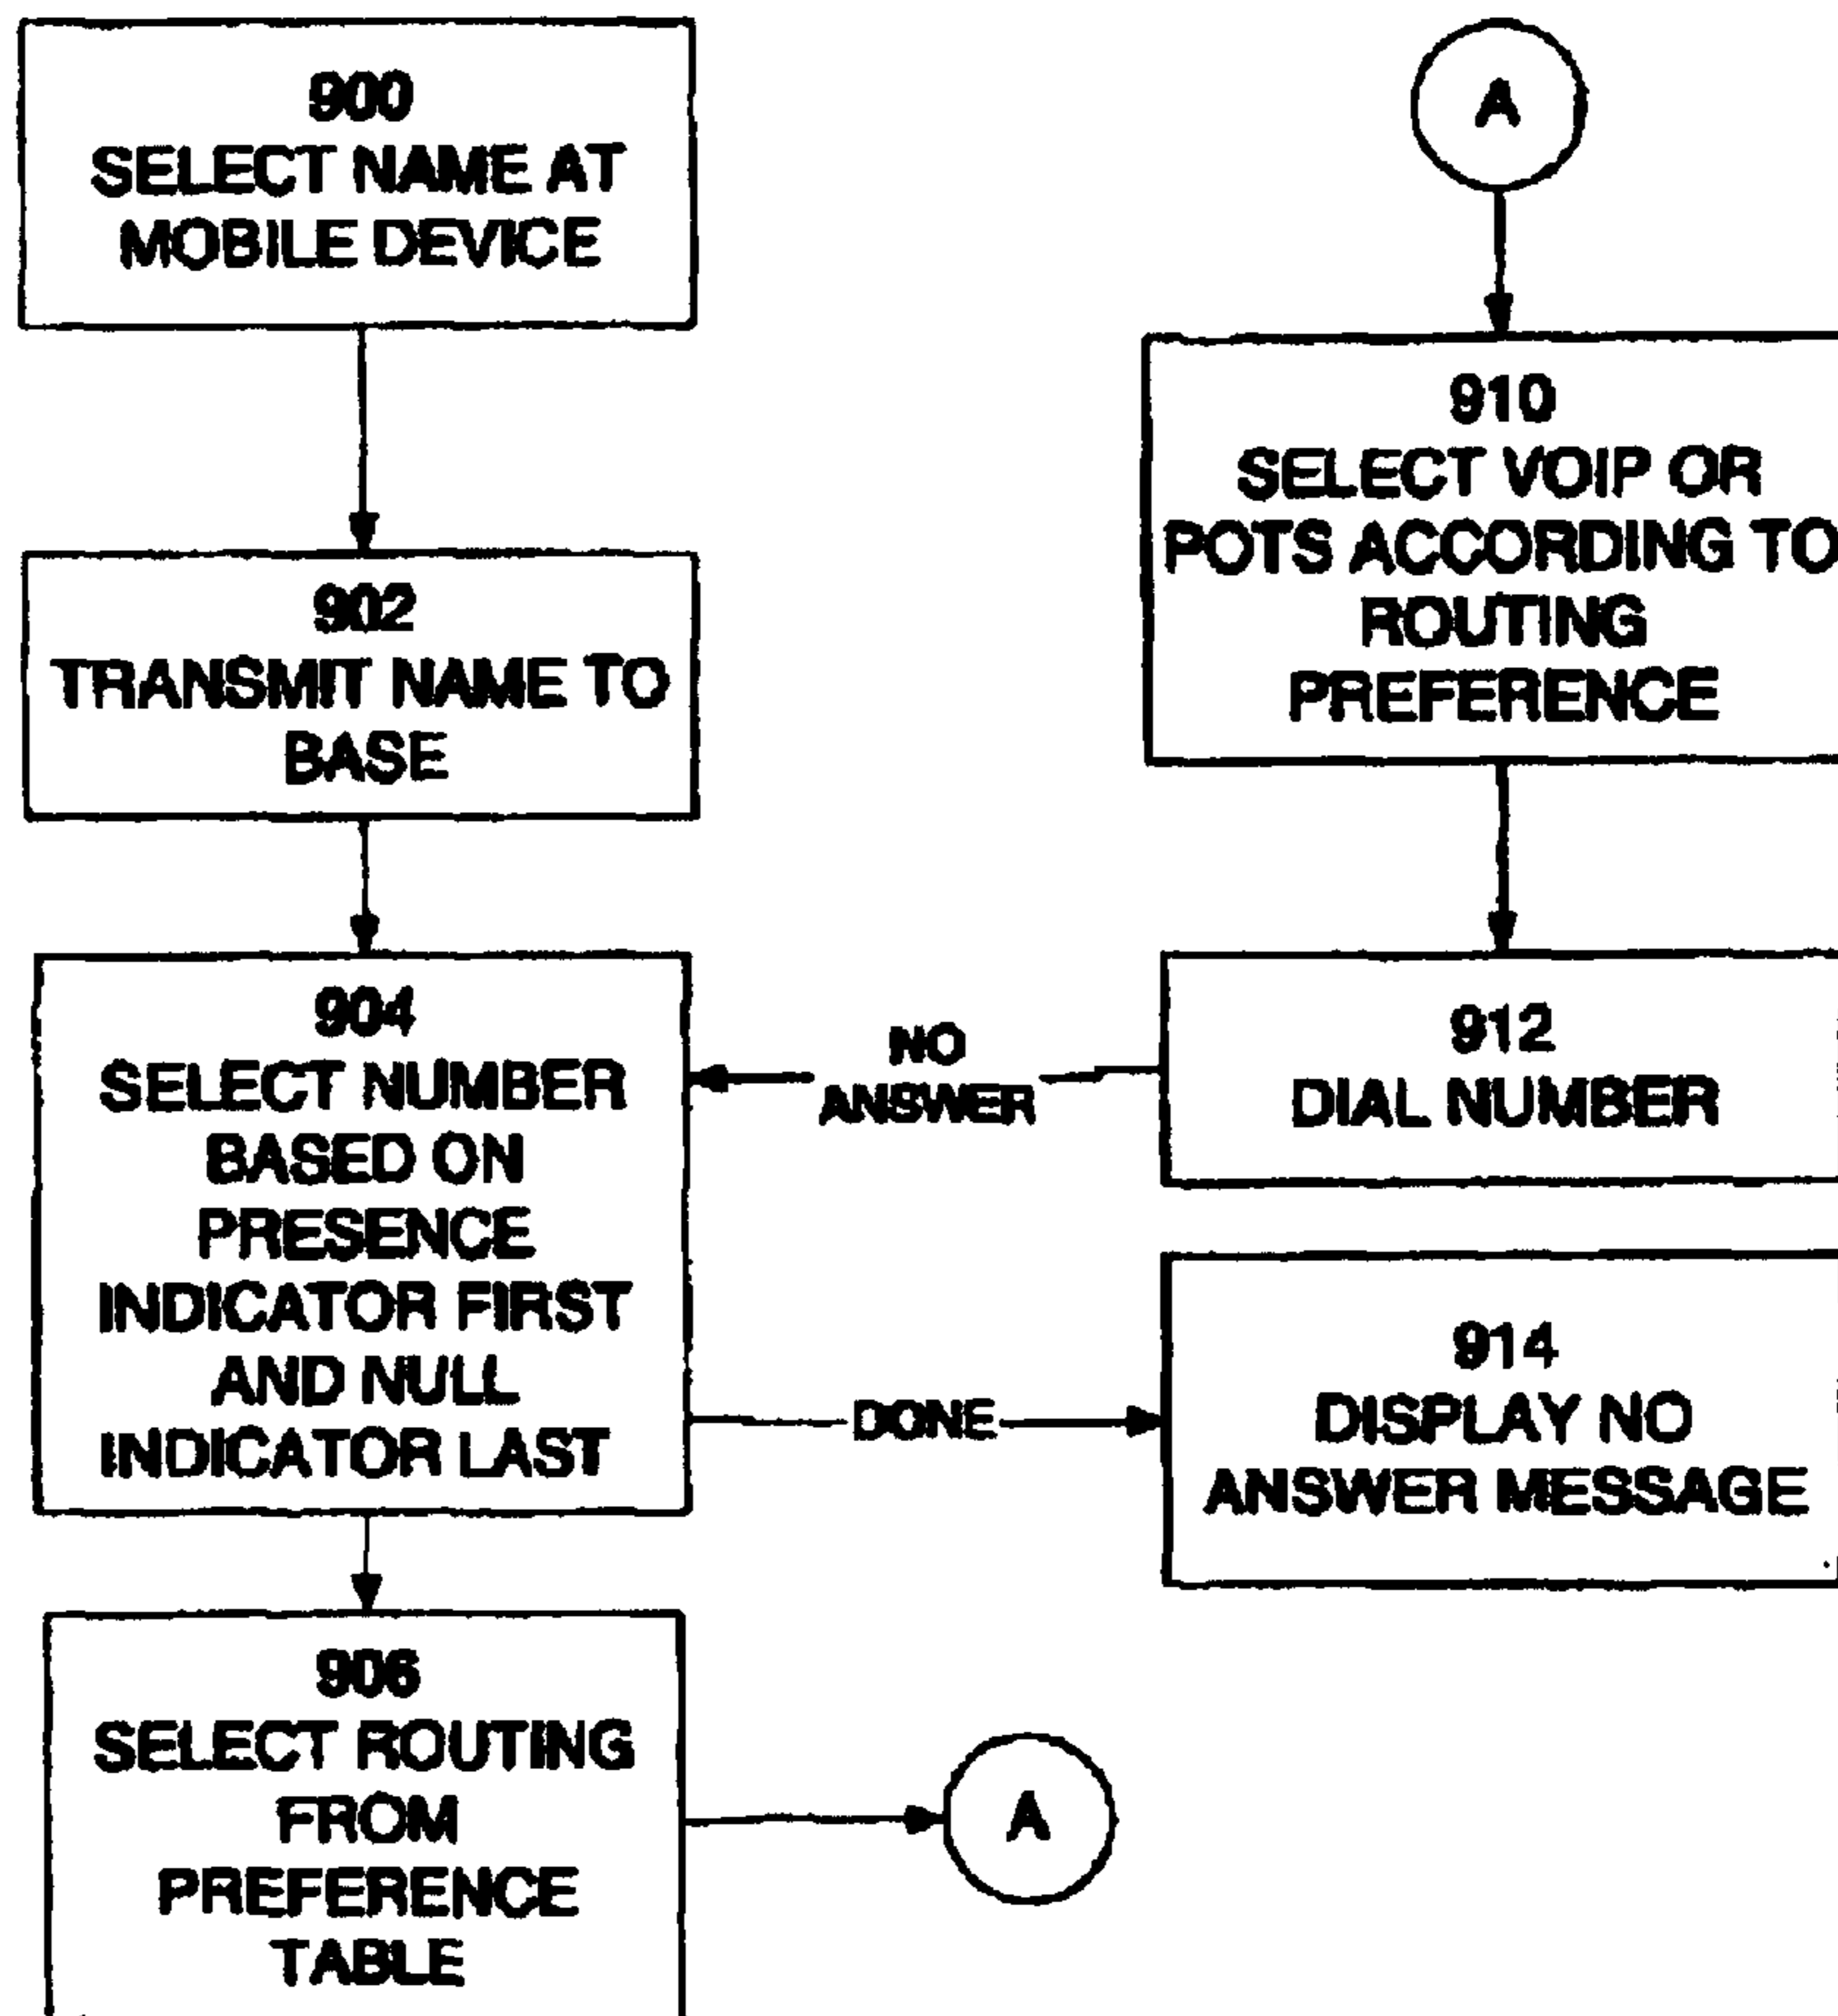 900
SELECT NAME AT
MOBILE DEVICE
902
TRANSMIT NAME TO
BASE
904
SELECT NUMBER
BASED ON
PRESENCE
INDICATOR FIRST
AND NULL
INDICATOR LAST
906
SELECT ROUTING
FROM
PREFERENCE
TABLE
A
A
910
SELECT VOIP OR
POTS ACCORDING TO
ROUTING
PREFERENCE
912
DIAL NUMBER
NO
ANSWER
DONE
914
DISPLAY NO
ANSWER MESSAGE